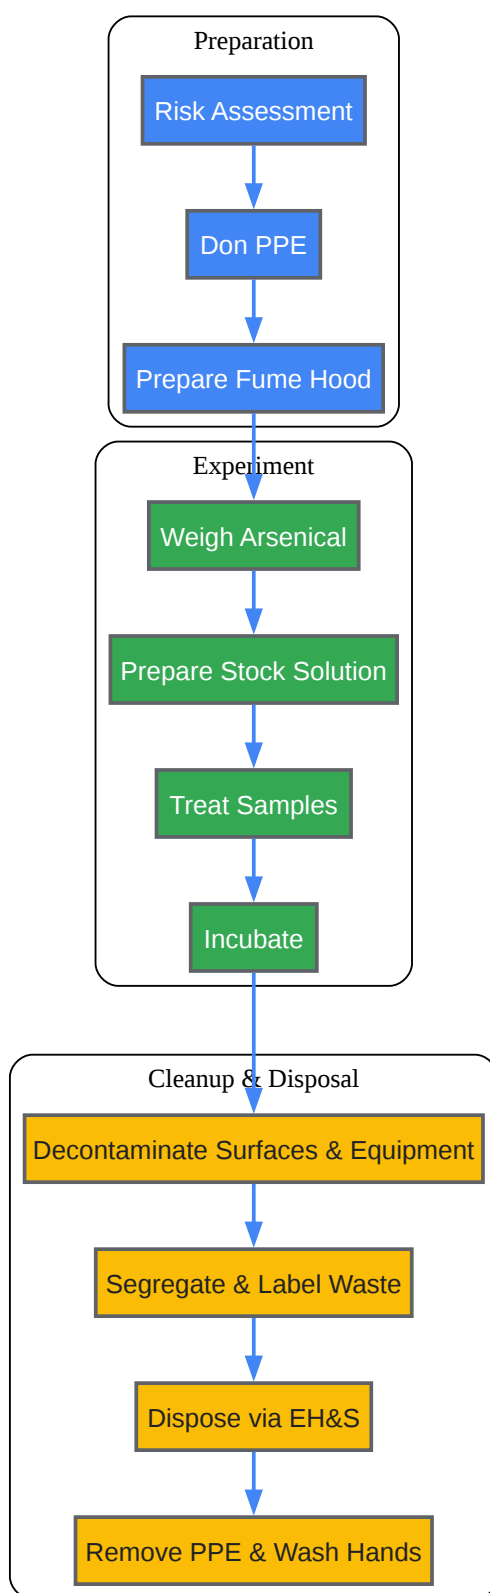 Preparation
Risk Assessment
Don PPE
Prepare Fume Hood
Experiment
Weigh Arsenical
Prepare Stock Solution
Treat Samples
Incubate
Cleanup & Disposal
Decontaminate Surfaces & Equipment
Segregate & Label Waste
Dispose via EH&S
Remove PPE & Wash Hands